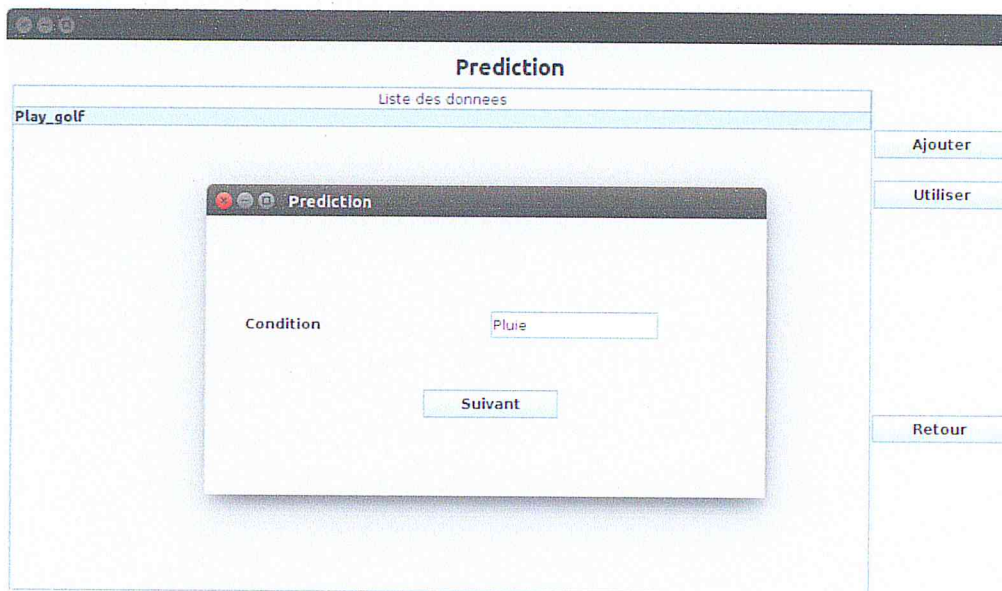 Prediction
Liste des donnees
Play_golf
Ajouter
Utiliser
Prediction
Condition
Pluie
Suivant
Retour